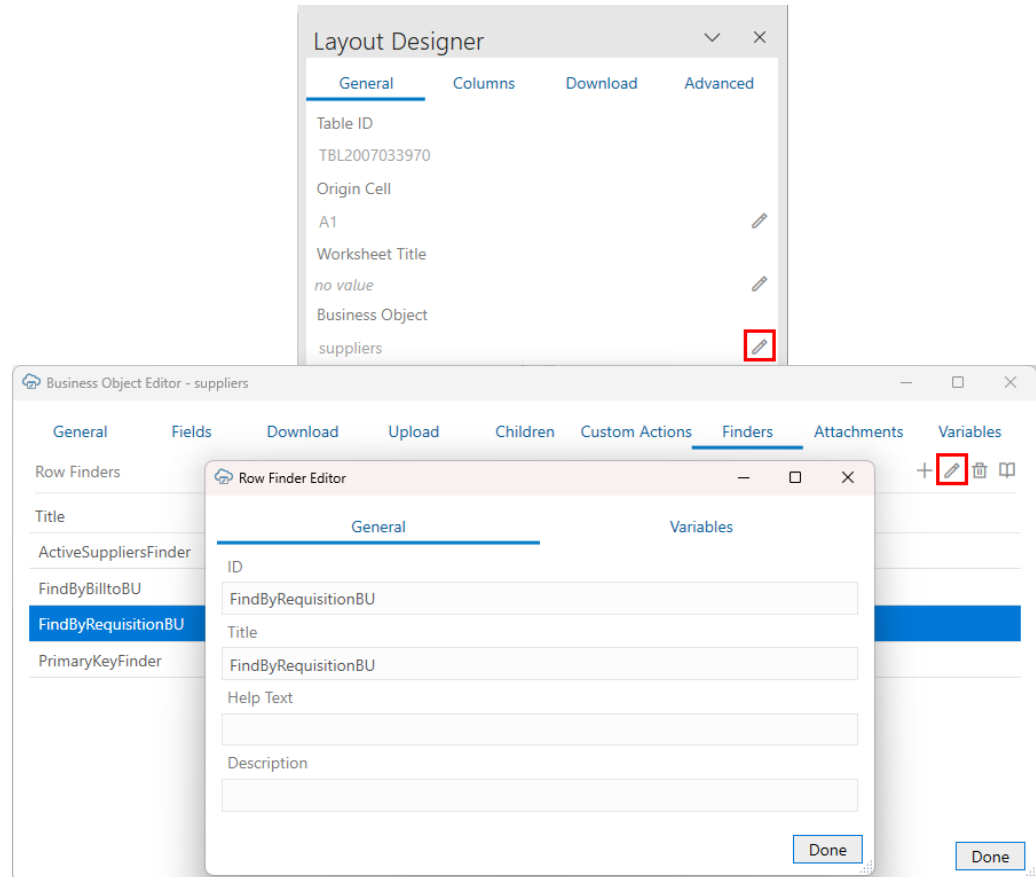 Layout Designer
General Columns Download Advanced
Table ID
TBL2007033970
Origin Cell
A1
Worksheet Title
no value
Business Object
suppliers
Business Object Editor - suppliers
General Fields Download Upload Children Custom Actions Finders Attachments Variables
Row Finders
Title
ActiveSuppliersFinder
FindByBilltoBU
FindByRequisitionBU
PrimaryKeyFinder
Row Finder Editor
General Variables
ID
FindByRequisitionBU
Title
FindByRequisitionBU
Help Text
Description
Done
Done